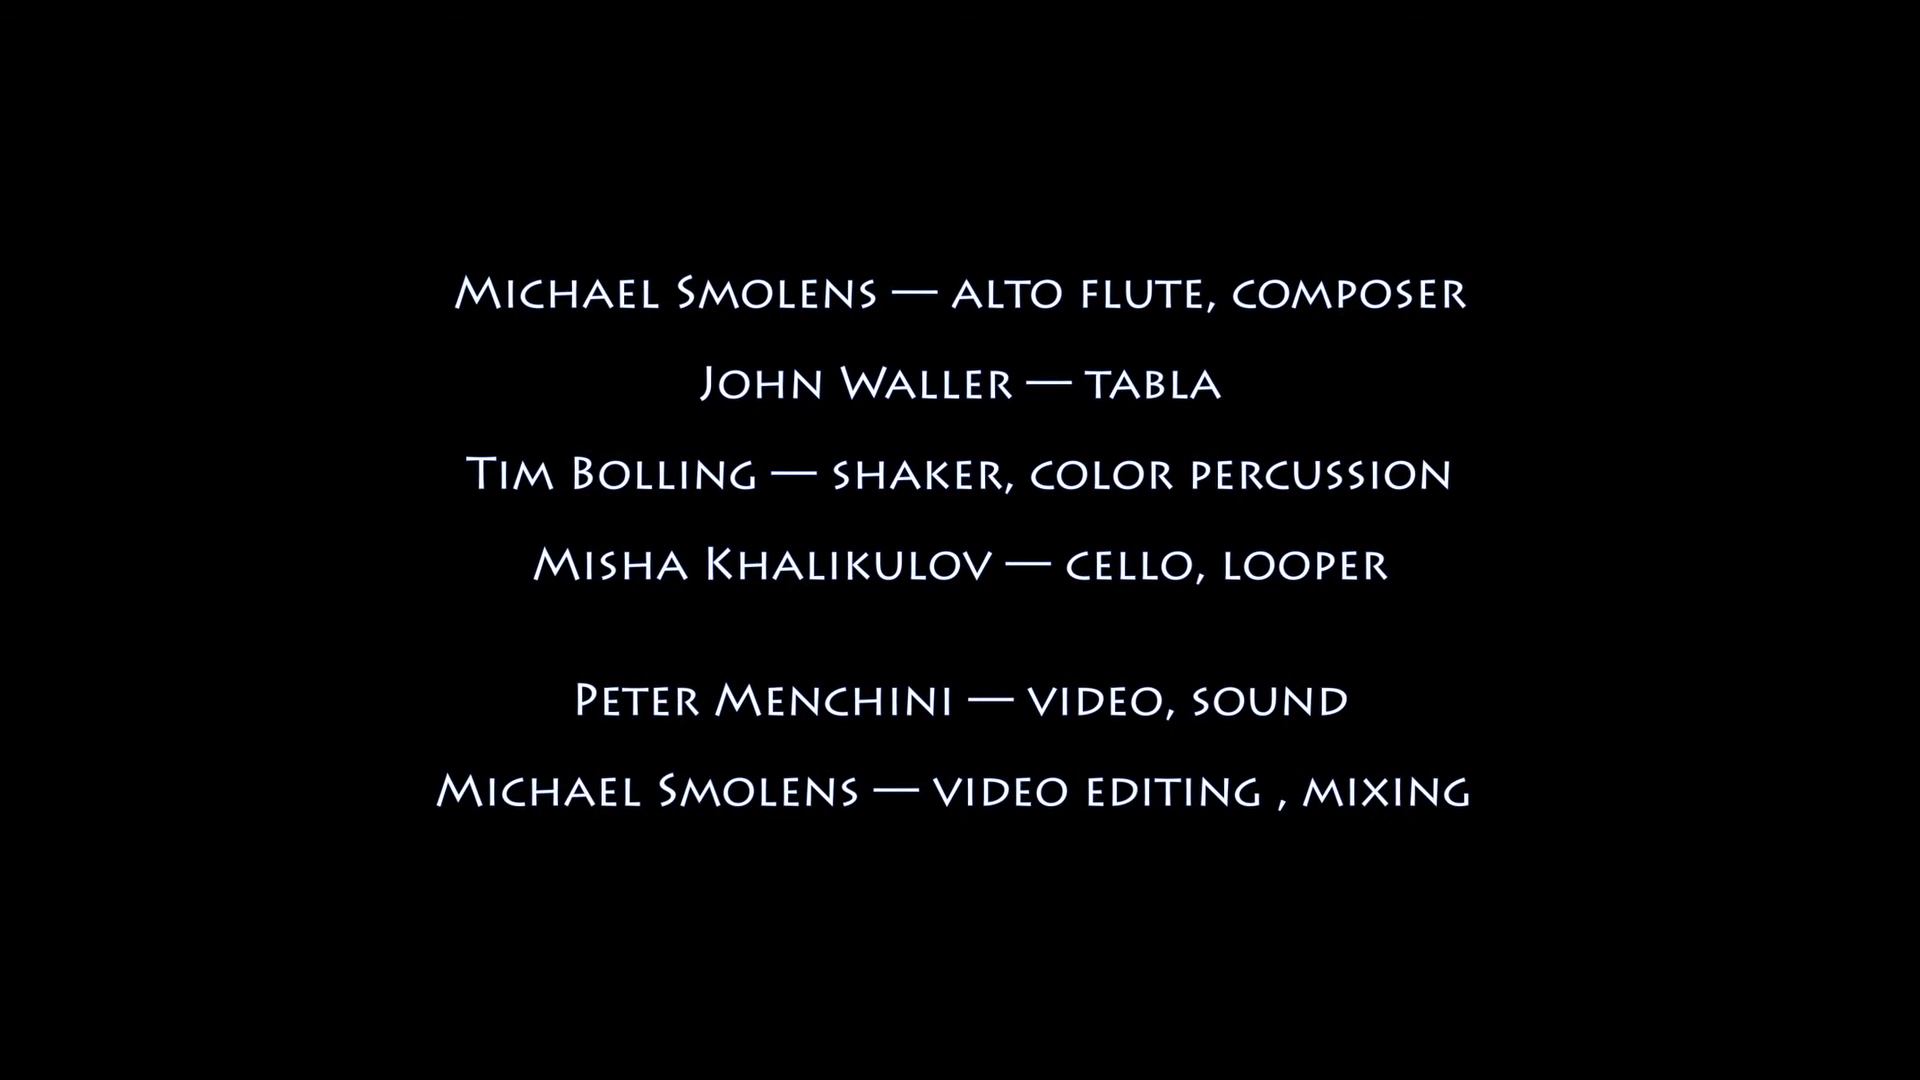 Michael Smolens — alto flute, composer
John Waller — tabla
Tim Bolling — shaker, color percussion
Misha Khalikulov — cello, looper
Peter Menchini — video, sound
Michael Smolens — video editing , mixing